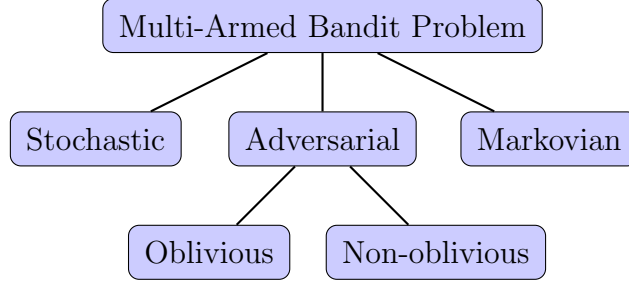 Multi-Armed Bandit Problem
Stochastic
Adversarial
Markovian
Oblivious
Non-oblivious